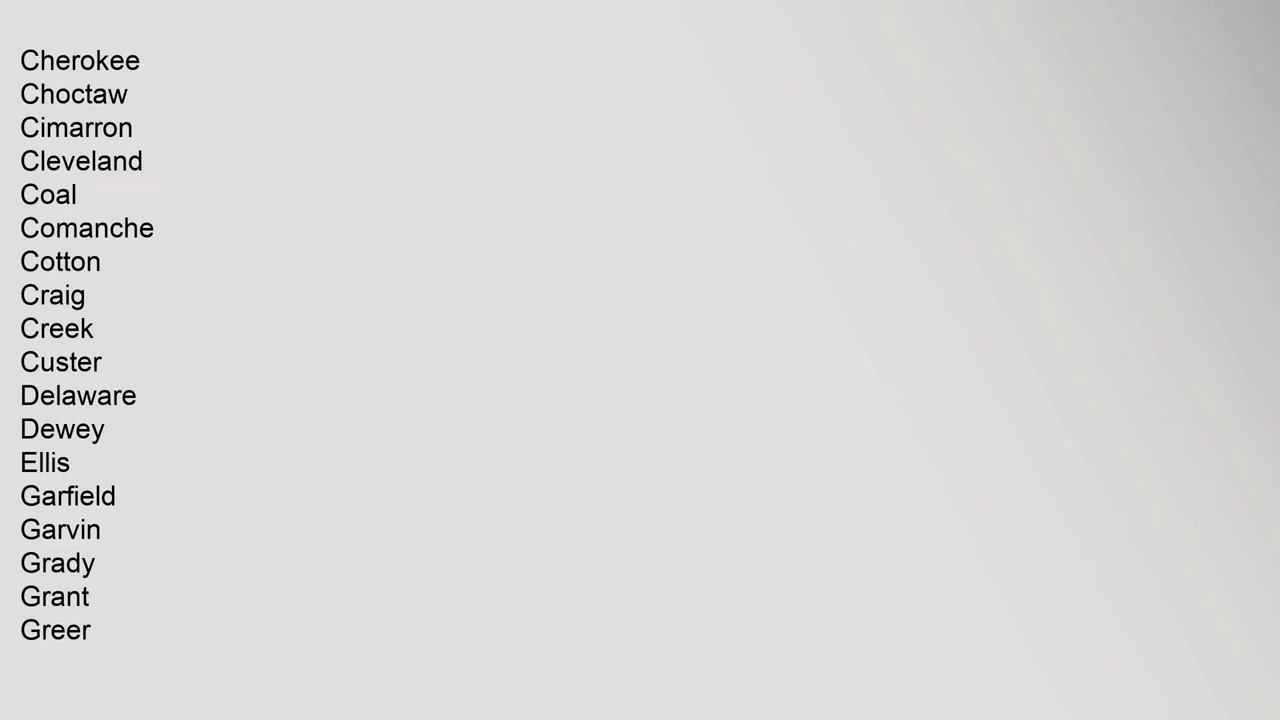 Cherokee
Choctaw
Cimarron
Cleveland
Coal
Comanche
Cotton
Craig
Creek
Custer
Delaware
Dewey
Ellis
Garfield
Garvin
Grady
Grant
Greer